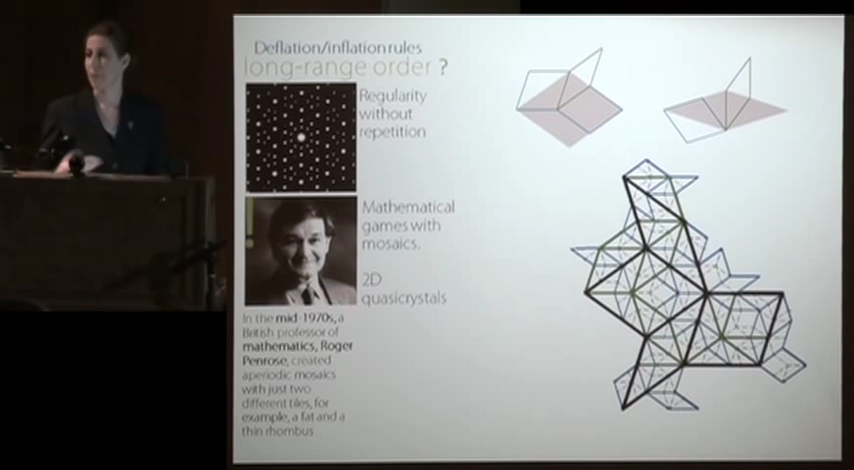 Deflation/inflation rules
long-range order ?
Regularity
without
repetition
Mathematical
games with
mosaics.
2D
quasicrystals
In the mid-1970s, a
British professor of
mathematics, Roger
Penrose, created
aperiodic mosaics
with just two
different tiles, for
example, a fat and a
thin rhombus